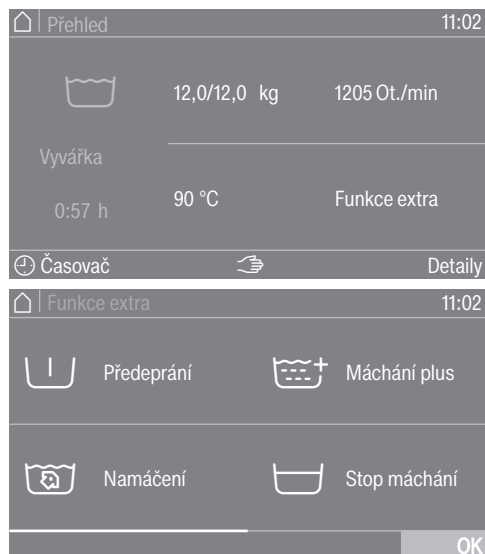 Přehled 11:02
12,0/12,0 kg 1205 Ot./min
Vyvářka
0:57 h
90 °C Funkce extra
Časovač Detaily
Funkce extra 11:02
Předeprání Máchání plus
Namáčení Stop máchání
OK